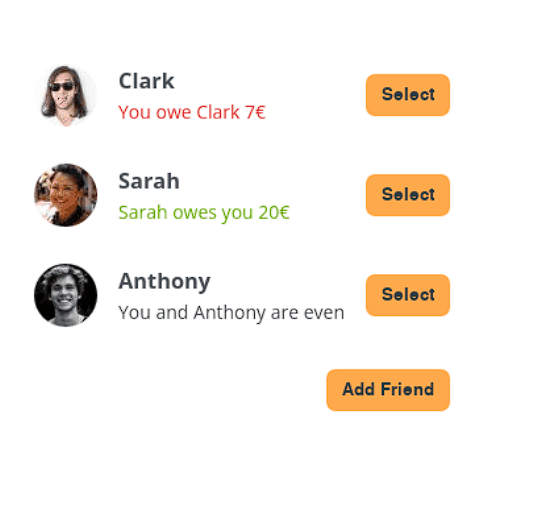 Clark
You owe Clark 7€
Select
Sarah
Sarah owes you 20€
Select
Anthony
You and Anthony are even
Select
Add Friend